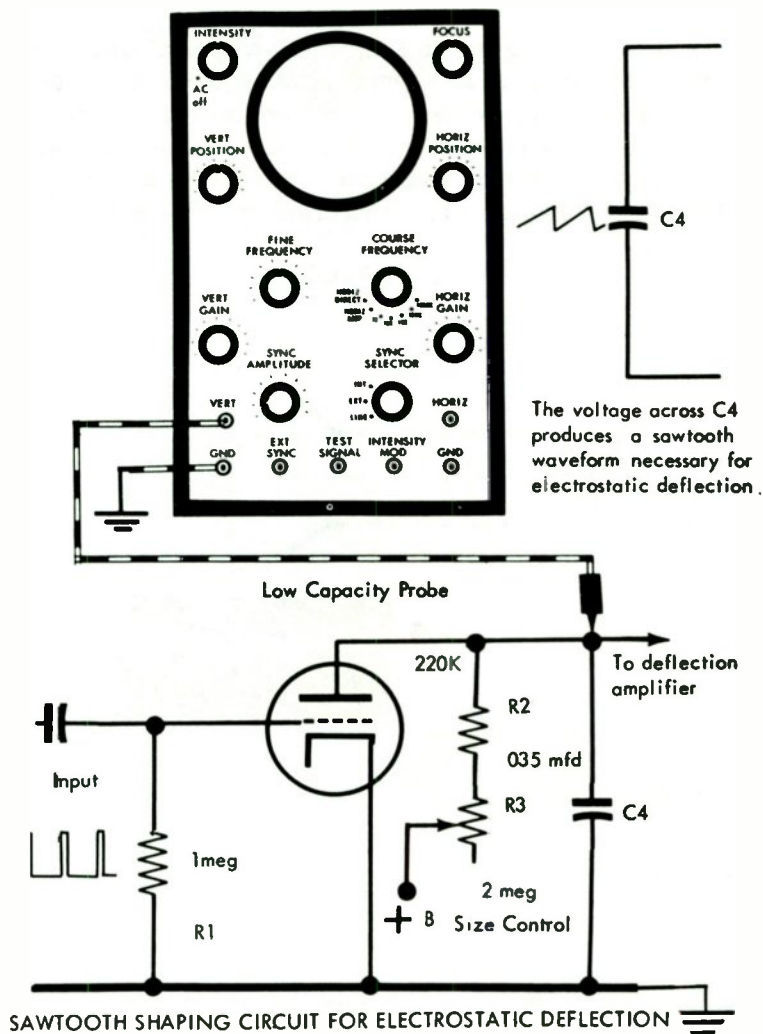 INTENSITY
FOCUS
AC
off
VERT
POSITION
HORIZ
POSITION
C4
FINE
FREQUENCY
COURSE
FREQUENCY
VERT
GAIN
HORIZ
GAIN
HORIZ
DIRECT
SYNC
AMPLITUDE
SYNC
SELECTOR
INT
EXT
LINE
VERT
HORIZ
GND
EXT
SYNC
TEST
SIGNAL
INTENSITY
MOD
GND
The voltage across C4
produces a sawtooth
waveform necessary for
electrostatic deflection.
Low Capacity Probe
220K
To deflection
amplifier
R2
Input
035 mfd
R3
C4
1meg
2 meg
+ B Size Control
R1
SAWTOOTH SHAPING CIRCUIT FOR ELECTROSTATIC DEFLECTION